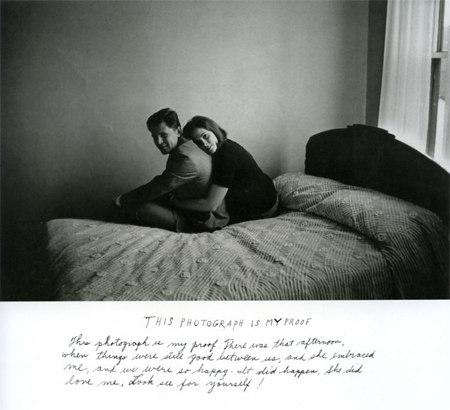 THIS PHOTOGRAPH IS MY PROOF
This photograph is my proof. There was that afternoon,
when things were still good between us, and she embraced
me, and we were so happy. It did happen. She did
love me. Look see for yourself!